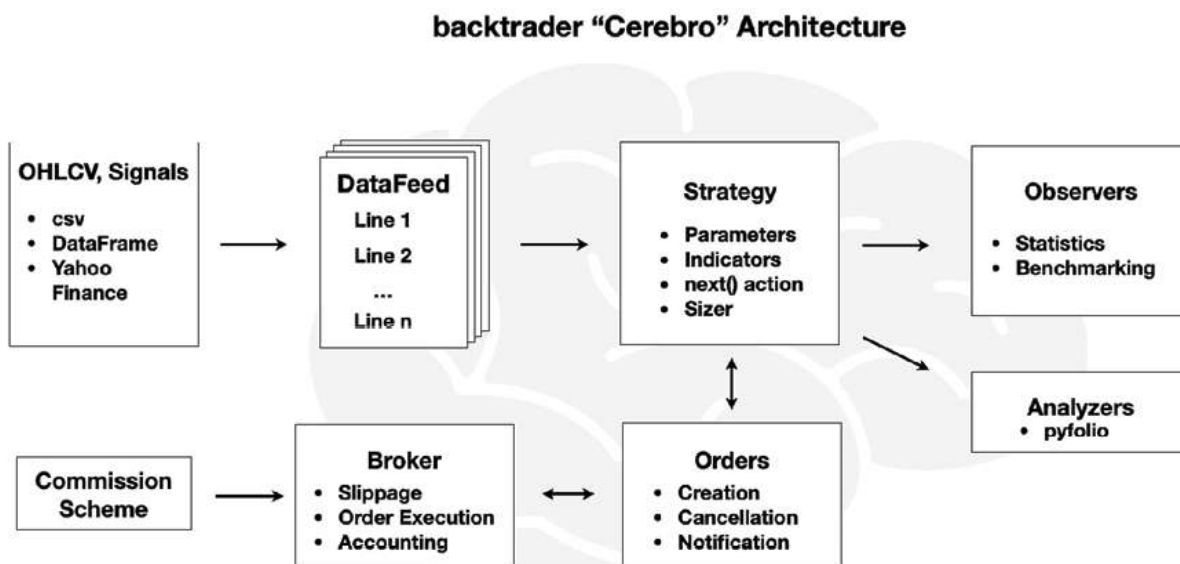 backtrader “Cerebro” Architecture
OHLCV, Signals
• csv
• DataFrame
• Yahoo
Finance
DataFeed
Line 1
Line 2
...
Line n
Strategy
• Parameters
• Indicators
• next() action
• Sizer
Observers
• Statistics
• Benchmarking
Analyzers
• pyfolio
Commission
Scheme
Broker
• Slippage
• Order Execution
• Accounting
Orders
• Creation
• Cancellation
• Notification